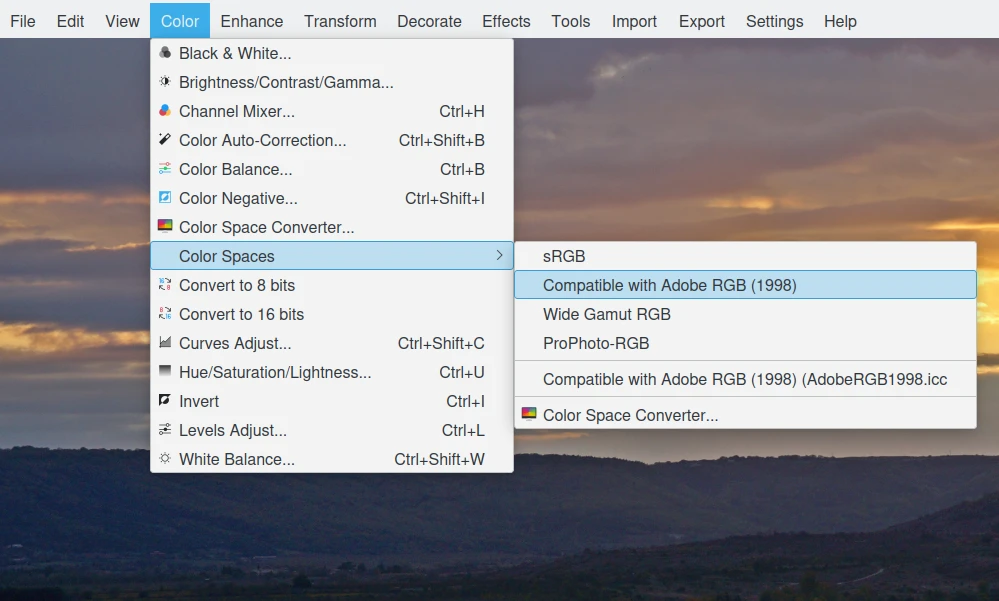 File Edit View Color Enhance Transform Decorate Effects Tools Import Export Settings Help
Black & White...
Brightness/Contrast/Gamma...
Channel Mixer... Ctrl+H
Color Auto-Correction... Ctrl+Shift+B
Color Balance... Ctrl+B
Color Negative... Ctrl+Shift+I
Color Space Converter...
Color Spaces
Convert to 8 bits
Convert to 16 bits
Curves Adjust... Ctrl+Shift+C
Hue/Saturation/Lightness... Ctrl+U
Invert Ctrl+I
Levels Adjust... Ctrl+L
White Balance... Ctrl+Shift+W
sRGB
Compatible with Adobe RGB (1998)
Wide Gamut RGB
ProPhoto-RGB
Compatible with Adobe RGB (1998) (AdobeRGB1998.icc
Color Space Converter...